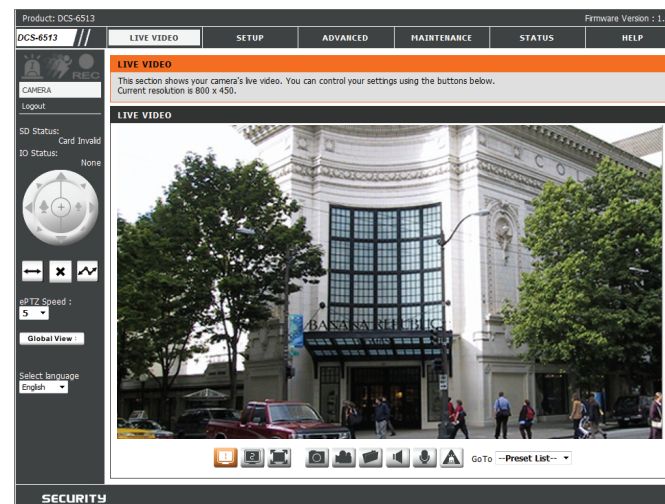 Product: DCS-6513
Firmware Version : 1.
DCS-6513
LIVE VIDEO
SETUP
ADVANCED
MAINTENANCE
STATUS
HELP
REC
CAMERA
Logout
SD Status:
Card Invalid
IO Status:
None
ePTZ Speed :
5
Global View :
Select language
English
LIVE VIDEO
This section shows your camera's live video. You can control your settings using the buttons below.
Current resolution is 800 x 450.
LIVE VIDEO
COL
BANANA REPUBLIC
1
2
GoTo
--Preset List--
SECURITY